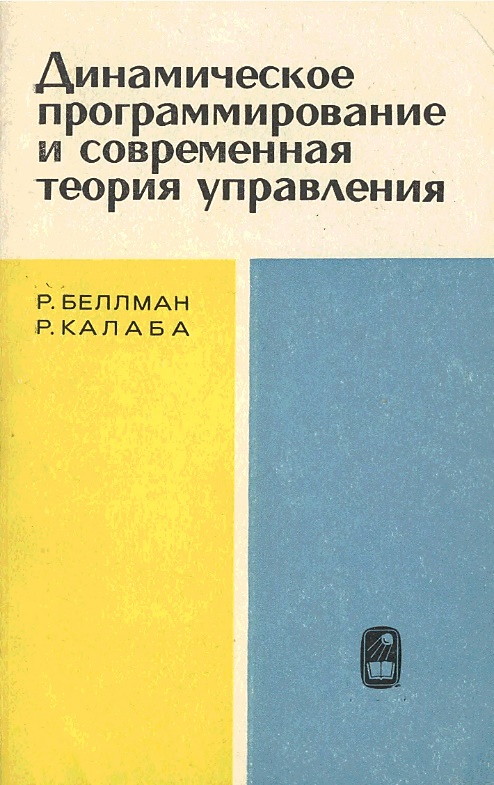 Динамическое
программирование
и современная
теория управления
Р. БЕЛЛМАН
Р. КАЛАБА